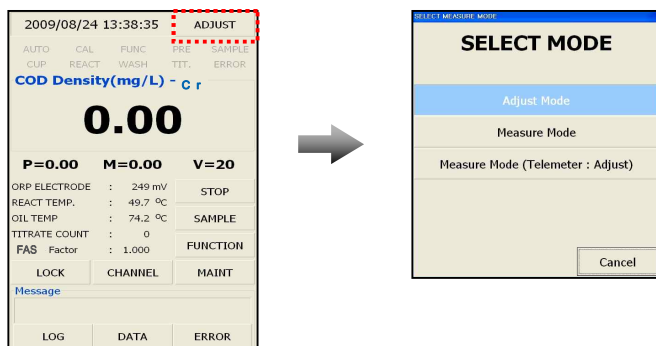 2009/08/24 13:38:35 ADJUST
AUTO CAL FUNC PRE SAMPLE
CUP REACT WASH TIT. ERROR
COD Density(mg/L) - Cr
0.00
P=0.00 M=0.00 V=20
ORP ELECTRODE : 249 mV
REACT TEMP. : 49.7 ºC
OIL TEMP : 74.2 ºC
TITRATE COUNT : 0
FAS Factor : 1.000
STOP
SAMPLE
FUNCTION
LOCK CHANNEL MAINT
Message
LOG DATA ERROR
SELECT MEASURE MODE
SELECT MODE
Adjust Mode
Measure Mode
Measure Mode (Telemeter : Adjust)
Cancel